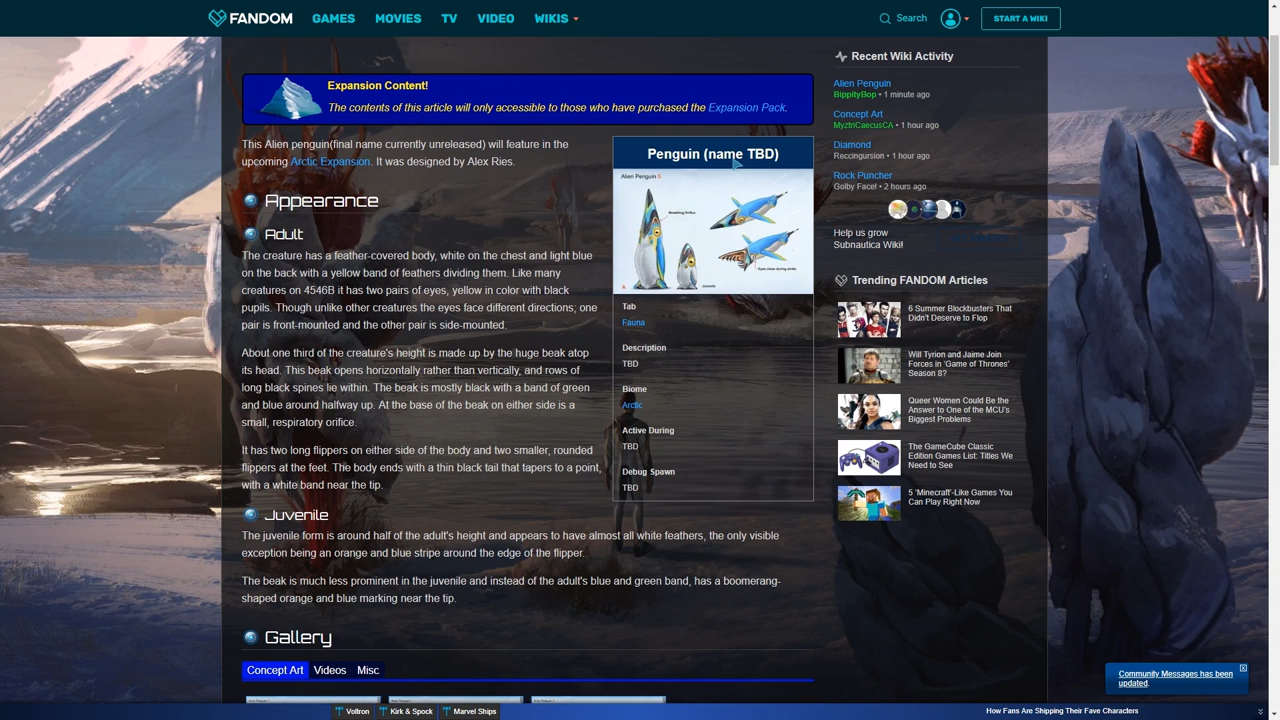 FANDOM
GAMES
MOVIES
TV
VIDEO
WIKIS
Search
START A WIKI
Expansion Content!
The contents of this article will only accessible to those who have purchased the Expansion Pack.
This Alien penguin(final name currently unreleased) will feature in the
upcoming Arctic Expansion. It was designed by Alex Ries.
Appearance
Adult
The creature has a feather-covered body, white on the chest and light blue
on the back with a yellow band of feathers dividing them. Like many
creatures on 4546B it has two pairs of eyes, yellow in color with black
pupils. Though unlike other creatures the eyes face different directions; one
pair is front-mounted and the other pair is side-mounted.
About one third of the creature's height is made up by the huge beak atop
its head. This beak opens horizontally rather than vertically, and rows of
long black spines lie within. The beak is mostly black with a band of green
and blue around halfway up. At the base of the beak on either side is a
small, respiratory orifice.
It has two long flippers on either side of the body and two smaller, rounded
flippers at the feet. The body ends with a thin black tail that tapers to a point,
with a white band near the tip.
Penguin (name TBD)
Alien Penguin 5
Breathing Orifice
Eyes close during strike
juvenile
A
Tab
Fauna
Description
TBD
Biome
Arctic
Active During
TBD
Debug Spawn
TBD
Juvenile
The juvenile form is around half of the adult's height and appears to have almost all white feathers, the only visible
exception being an orange and blue stripe around the edge of the flipper.
The beak is much less prominent in the juvenile and instead of the adult's blue and green band, has a boomerang-
shaped orange and blue marking near the tip.
Gallery
Concept Art
Videos
Misc
Recent Wiki Activity
Alien Penguin
BippityBop • 1 minute ago
Concept Art
MyztriCaecusCA • 1 hour ago
Diamond
Reccingursion • 1 hour ago
Rock Puncher
Golby Face! • 2 hours ago
Help us grow
Subnautica Wiki!
Trending FANDOM Articles
6 Summer Blockbusters That
Didn't Deserve to Flop
Will Tyrion and Jaime Join
Forces in 'Game of Thrones'
Season 8?
Queer Women Could Be the
Answer to One of the MCU's
Biggest Problems
The GameCube Classic
Edition Games List: Titles We
Need to See
5 'Minecraft'-Like Games You
Can Play Right Now
Community Messages has been
updated.
Voltron
Kirk & Spock
Marvel Ships
How Fans Are Shipping Their Fave Characters